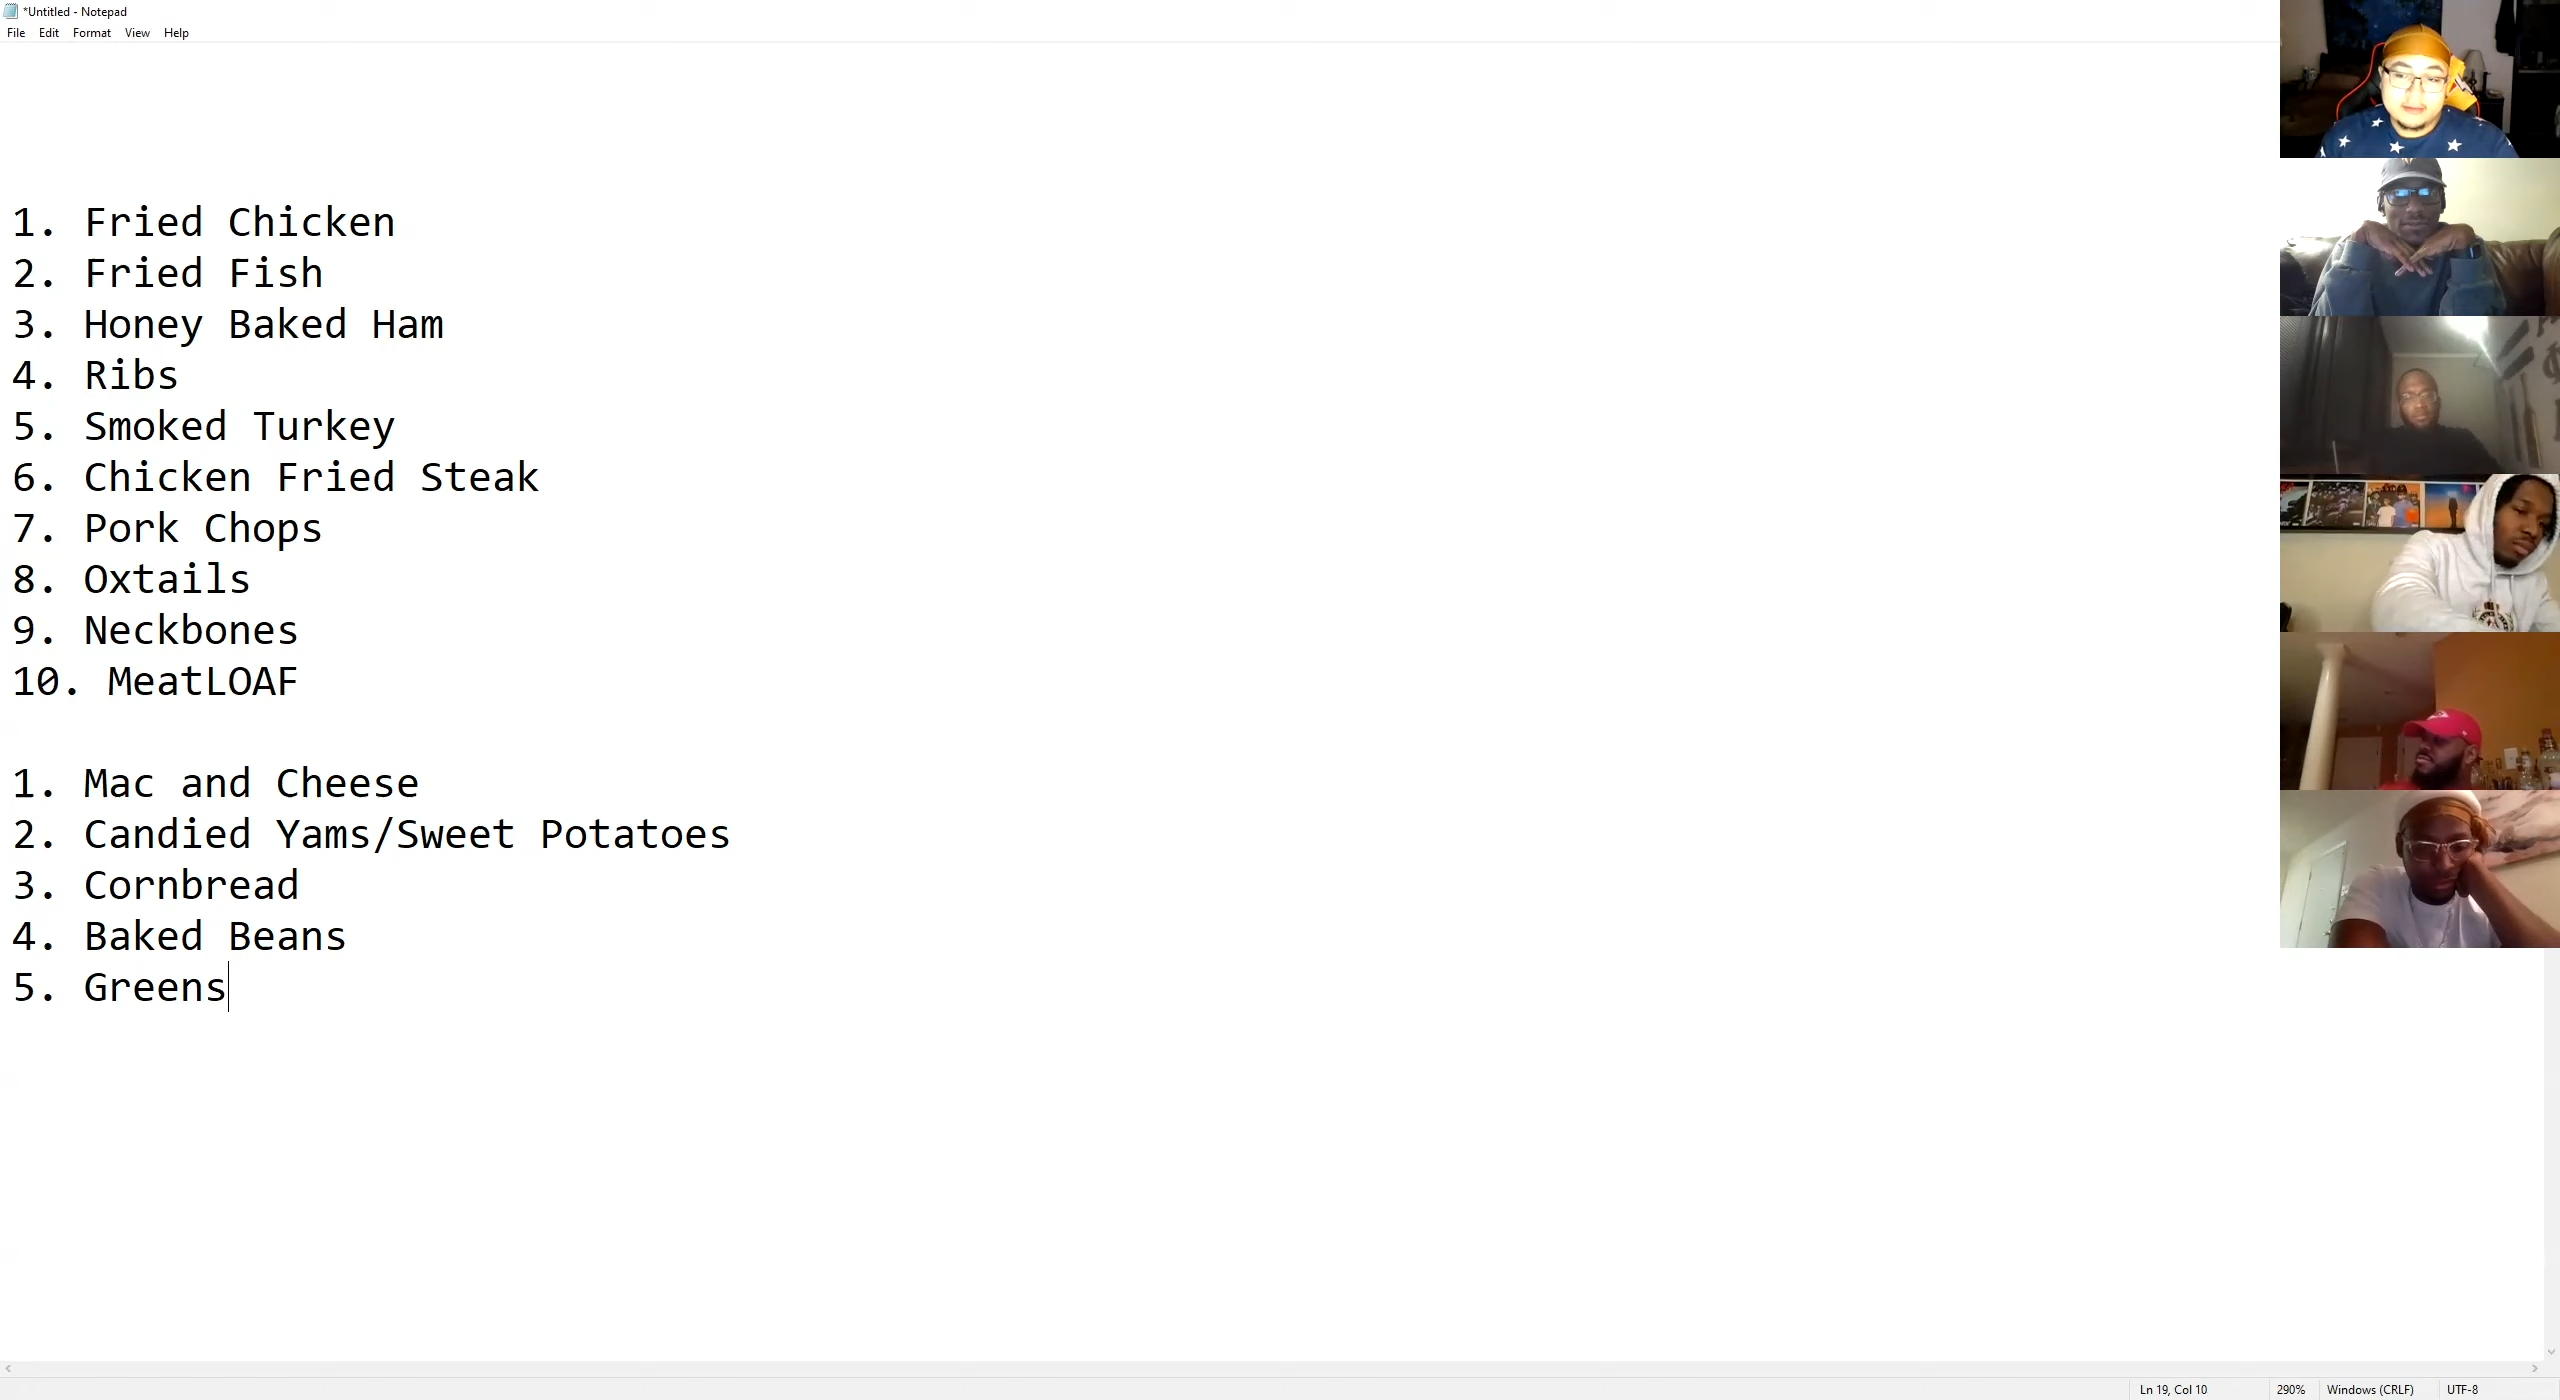 *Untitled - Notepad
File Edit Format View Help
1. Fried Chicken
2. Fried Fish
3. Honey Baked Ham
4. Ribs
5. Smoked Turkey
6. Chicken Fried Steak
7. Pork Chops
8. Oxtails
9. Neckbones
10. MeatLOAF
1. Mac and Cheese
2. Candied Yams/Sweet Potatoes
3. Cornbread
4. Baked Beans
5. Greens
Ln 19, Col 10 290% Windows (CRLF) UTF-8